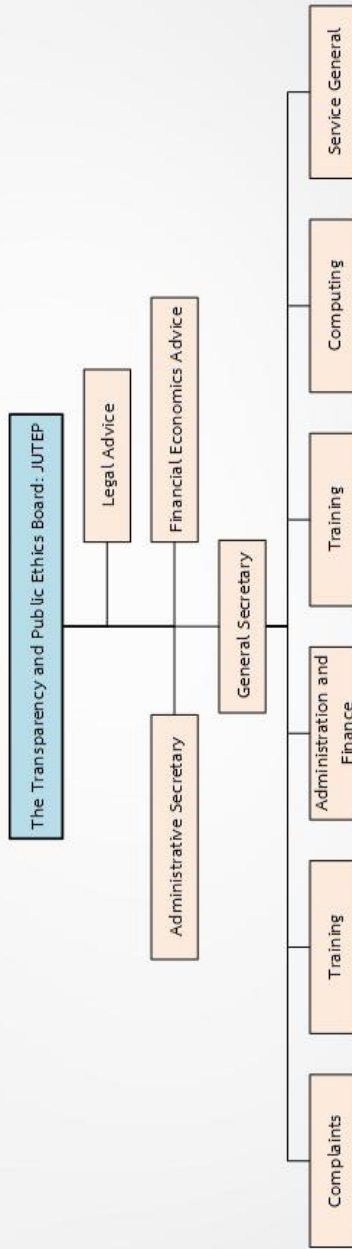 The Transparency and Public Ethics Board: JUTEP
Legal Advice
Administrative Secretary
Financial Economics Advice
General Secretary
Complaints
Training
Administration and
Finance
Training
Computing
Service General